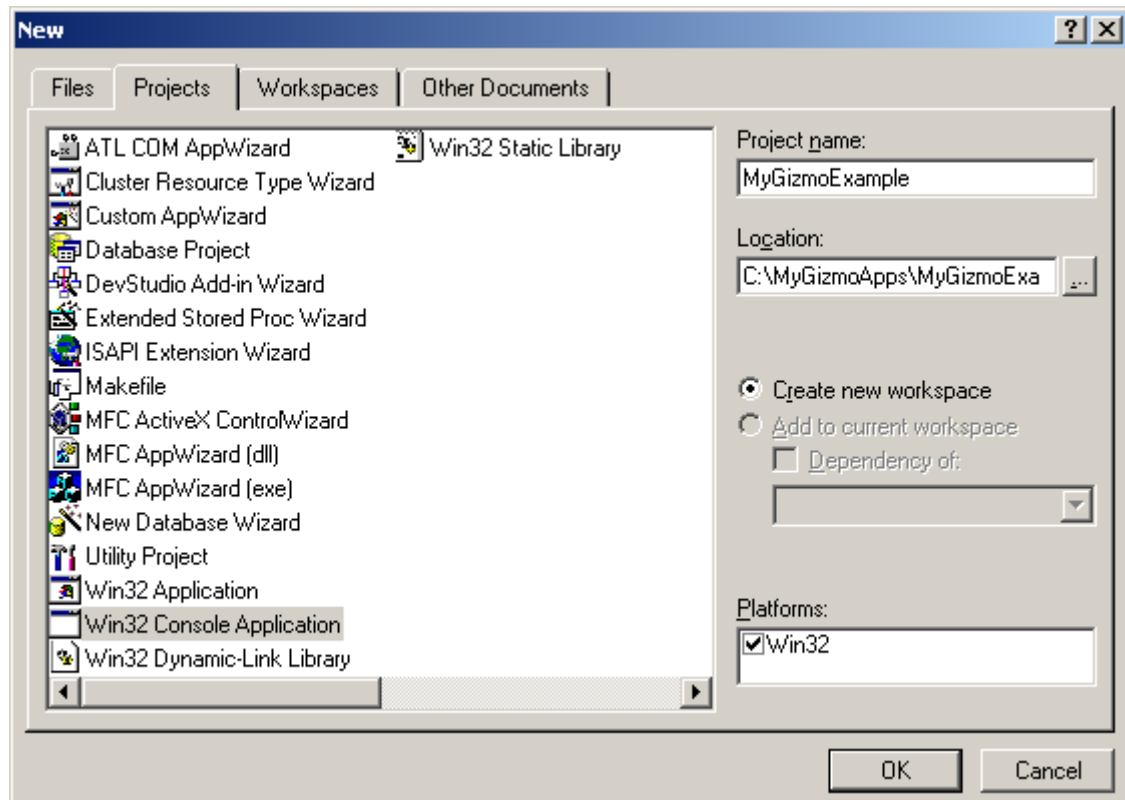 New
Files Projects Workspaces Other Documents
ATL COM AppWizard
Cluster Resource Type Wizard
Custom AppWizard
Database Project
DevStudio Add-in Wizard
Extended Stored Proc Wizard
ISAPI Extension Wizard
Makefile
MFC ActiveX ControlWizard
MFC AppWizard (dll)
MFC AppWizard (exe)
New Database Wizard
Utility Project
Win32 Application
Win32 Console Application
Win32 Dynamic-Link Library
Win32 Static Library
Project name:
MyGizmoExample
Location:
C:\MyGizmoApps\MyGizmoExa
...
Create new workspace
Add to current workspace
Dependency of:
Platforms:
Win32
OK Cancel